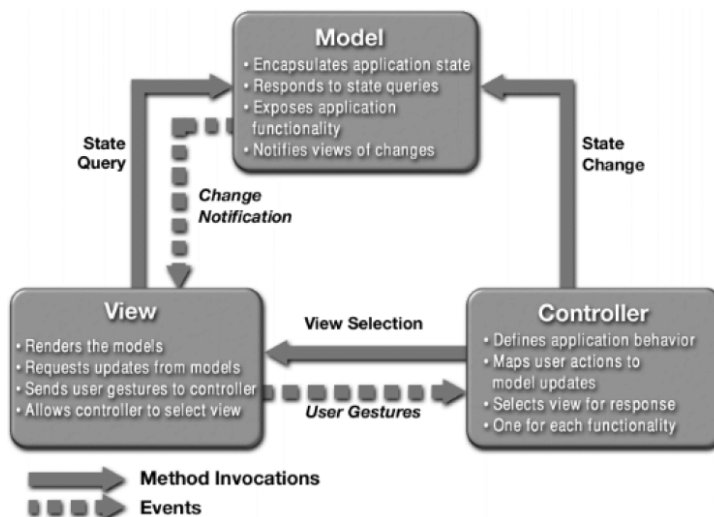 Model
• Encapsulates application state
• Responds to state queries
• Exposes application
functionality
• Notifies views of changes
State
Query
State
Change
Change
Notification
View
• Renders the models
• Requests updates from models
• Sends user gestures to controller
• Allows controller to select view
View Selection
User Gestures
Controller
• Defines application behavior
• Maps user actions to
model updates
• Selects view for response
• One for each functionality
Method Invocations
Events